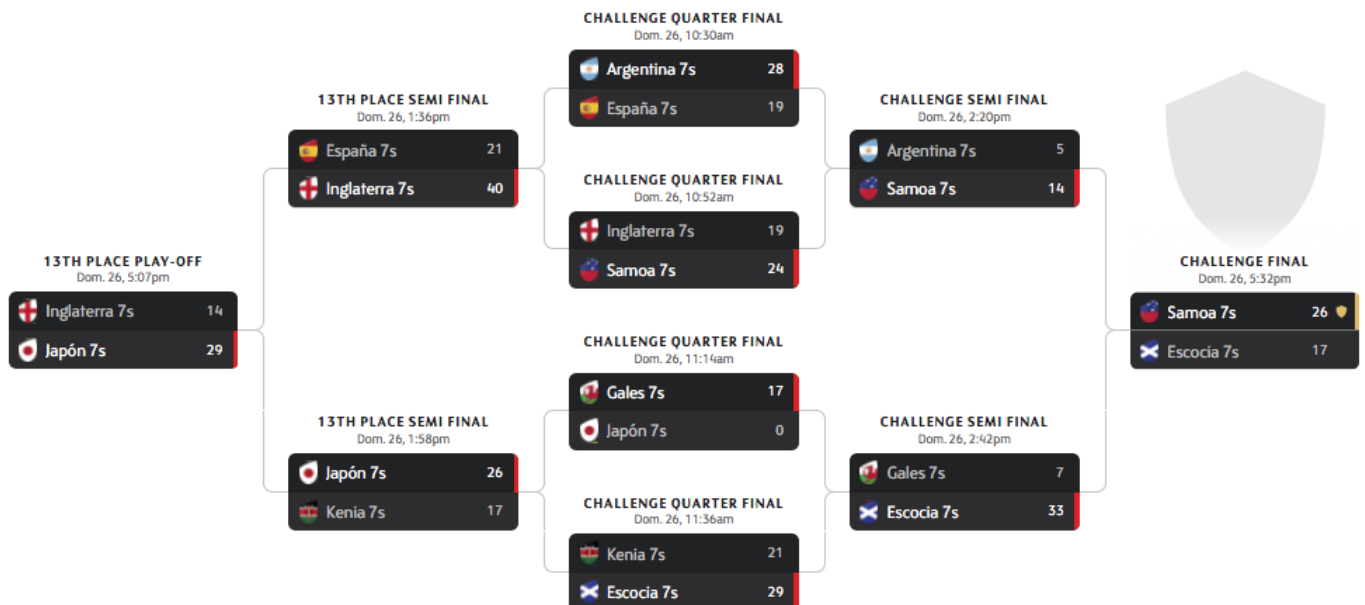 CHALLENGE QUARTER FINAL
Dom. 26, 10:30am
Argentina 7s 28
España 7s 19
13TH PLACE SEMI FINAL
Dom. 26, 1:36pm
España 7s 21
Inglaterra 7s 40
CHALLENGE SEMI FINAL
Dom. 26, 2:20pm
Argentina 7s 5
Samoa 7s 14
CHALLENGE QUARTER FINAL
Dom. 26, 10:52am
Inglaterra 7s 19
Samoa 7s 24
13TH PLACE PLAY-OFF
Dom. 26, 5:07pm
Inglaterra 7s 14
Japón 7s 29
CHALLENGE FINAL
Dom. 26, 5:32pm
Samoa 7s 26
Escocia 7s 17
CHALLENGE QUARTER FINAL
Dom. 26, 11:14am
Gales 7s 17
Japón 7s 0
13TH PLACE SEMI FINAL
Dom. 26, 1:58pm
Japón 7s 26
Kenia 7s 17
CHALLENGE SEMI FINAL
Dom. 26, 2:42pm
Gales 7s 7
Escocia 7s 33
CHALLENGE QUARTER FINAL
Dom. 26, 11:36am
Kenia 7s 21
Escocia 7s 29